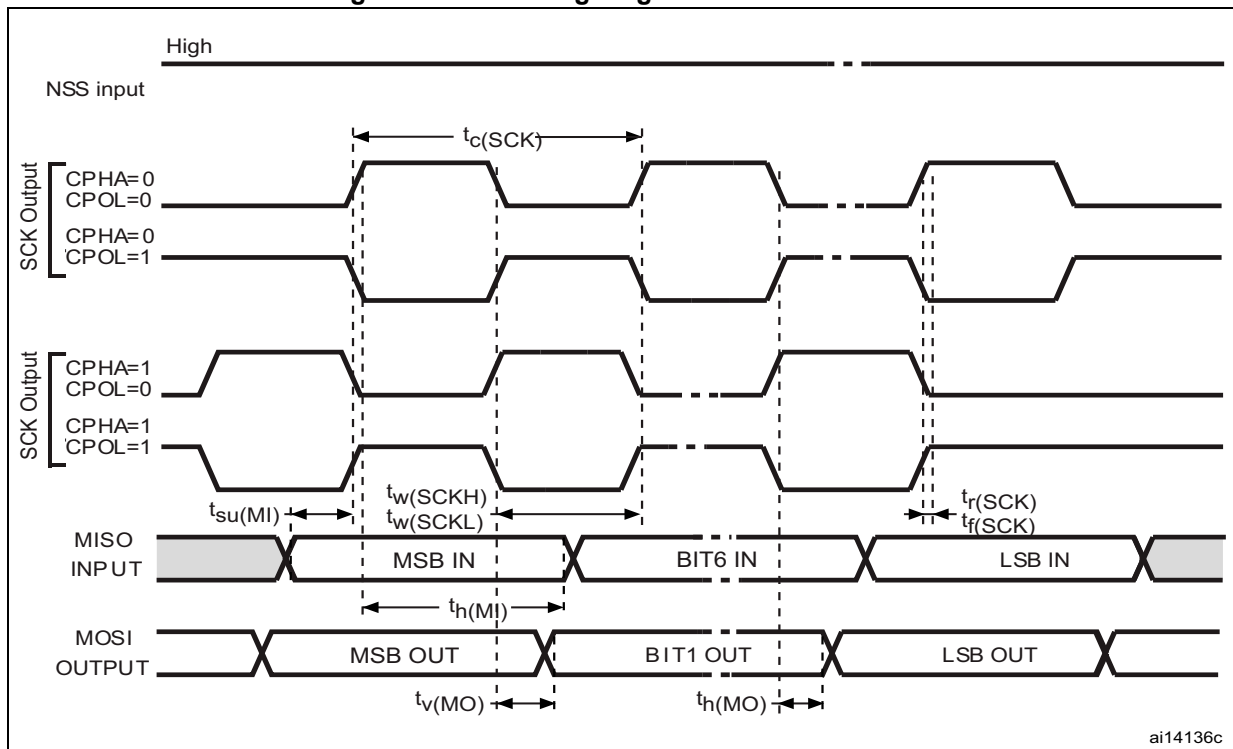 High
NSS input
tc(SCK)
SCK Output
CPHA=0
CPOL=0
CPHA=0
CPOL=1
SCK Output
CPHA=1
CPOL=0
CPHA=1
CPOL=1
tsu(MI)
tw(SCKH)
tw(SCKL)
tr(SCK)
tf(SCK)
MISO
INPUT
MSB IN
BIT6 IN
LSB IN
th(MI)
MOSI
OUTPUT
MSB OUT
BIT1 OUT
LSB OUT
tv(MO)
th(MO)
ai14136c